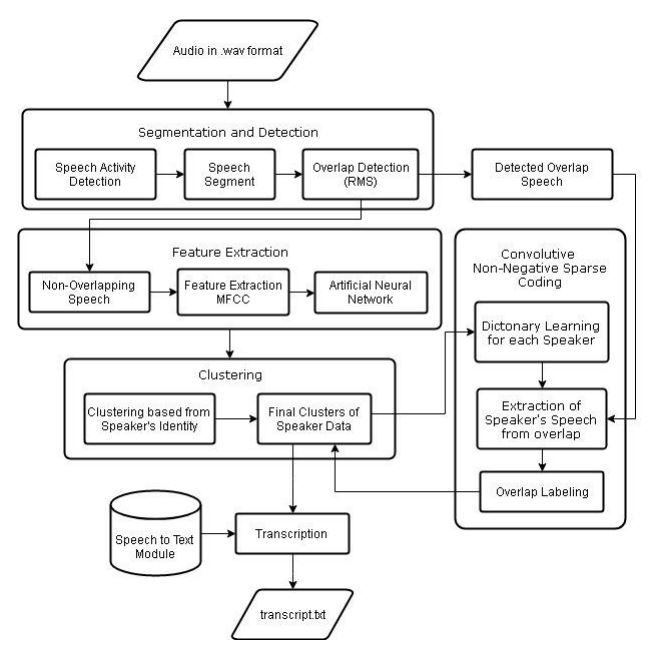 Audio in .wav format
Segmentation and Detection
Speech Activity
Detection
Speech
Segment
Overlap Detection
(RMS)
Detected Overlap
Speech
Feature Extraction
Non-Overlapping
Speech
Feature Extraction
MFCC
Artificial Neural
Network
Convolutive
Non-Negative Sparse
Coding
Dictonary Learning
for each Speaker
Extraction of
Speaker's Speech
from overlap
Overlap Labeling
Clustering
Clustering based from
Speaker's Identity
Final Clusters of
Speaker Data
Speech to Text
Module
Transcription
transcript.txt